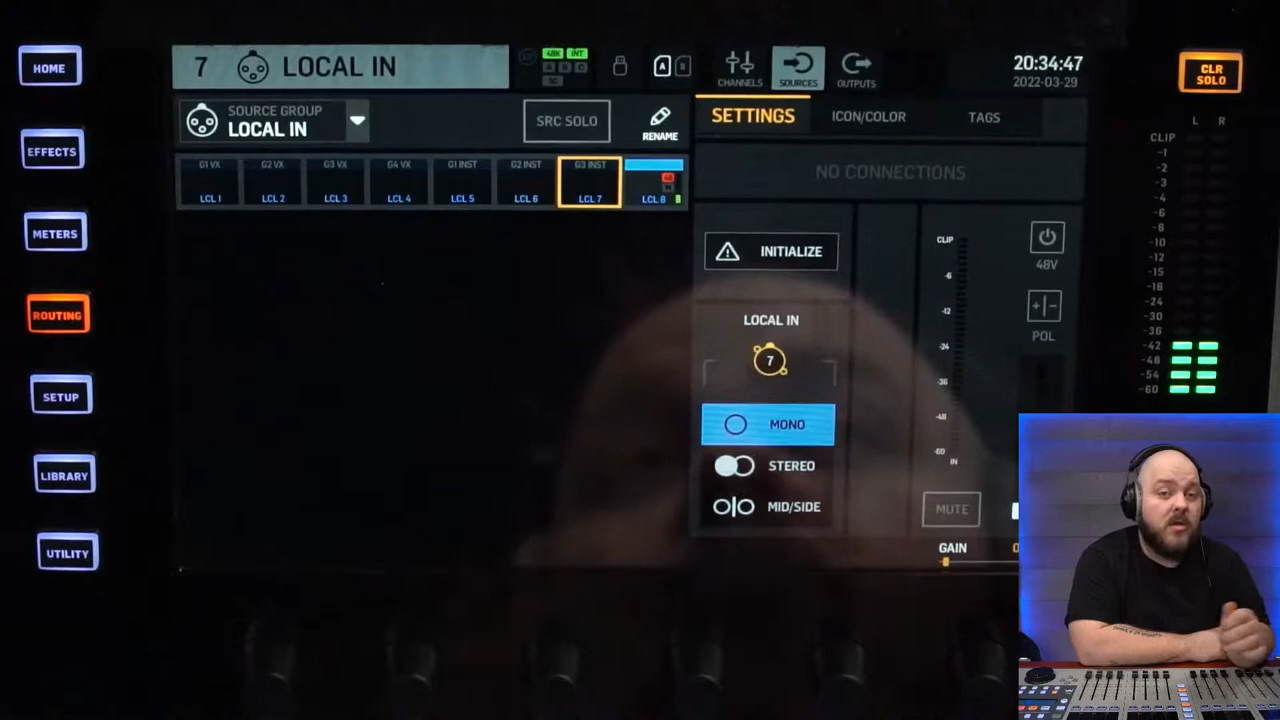 HOME
EFFECTS
METERS
ROUTING
SETUP
LIBRARY
UTILITY
7 LOCAL IN
48K INT
A B C
SC
A B
CHANNELS SOURCES OUTPUTS
20:34:47
2022-03-29
CLR
SOLO
SOURCE GROUP
LOCAL IN
SRC SOLO
RENAME
SETTINGS ICON/COLOR TAGS
G1 VX G2 VX G3 VX G4 VX G1 INST G2 INST G3 INST
LCL 1 LCL 2 LCL 3 LCL 4 LCL 5 LCL 6 LCL 7 LCL 8
48
NO CONNECTIONS
INITIALIZE
LOCAL IN
7
MONO
STEREO
MID/SIDE
CLIP
-6
-12
-24
-36
-48
-60
IN
48V
+|-
POL
MUTE
GAIN
L R
CLIP
-1
-2
-3
-4
-6
-8
-10
-12
-15
-18
-24
-30
-36
-42
-48
-54
-60